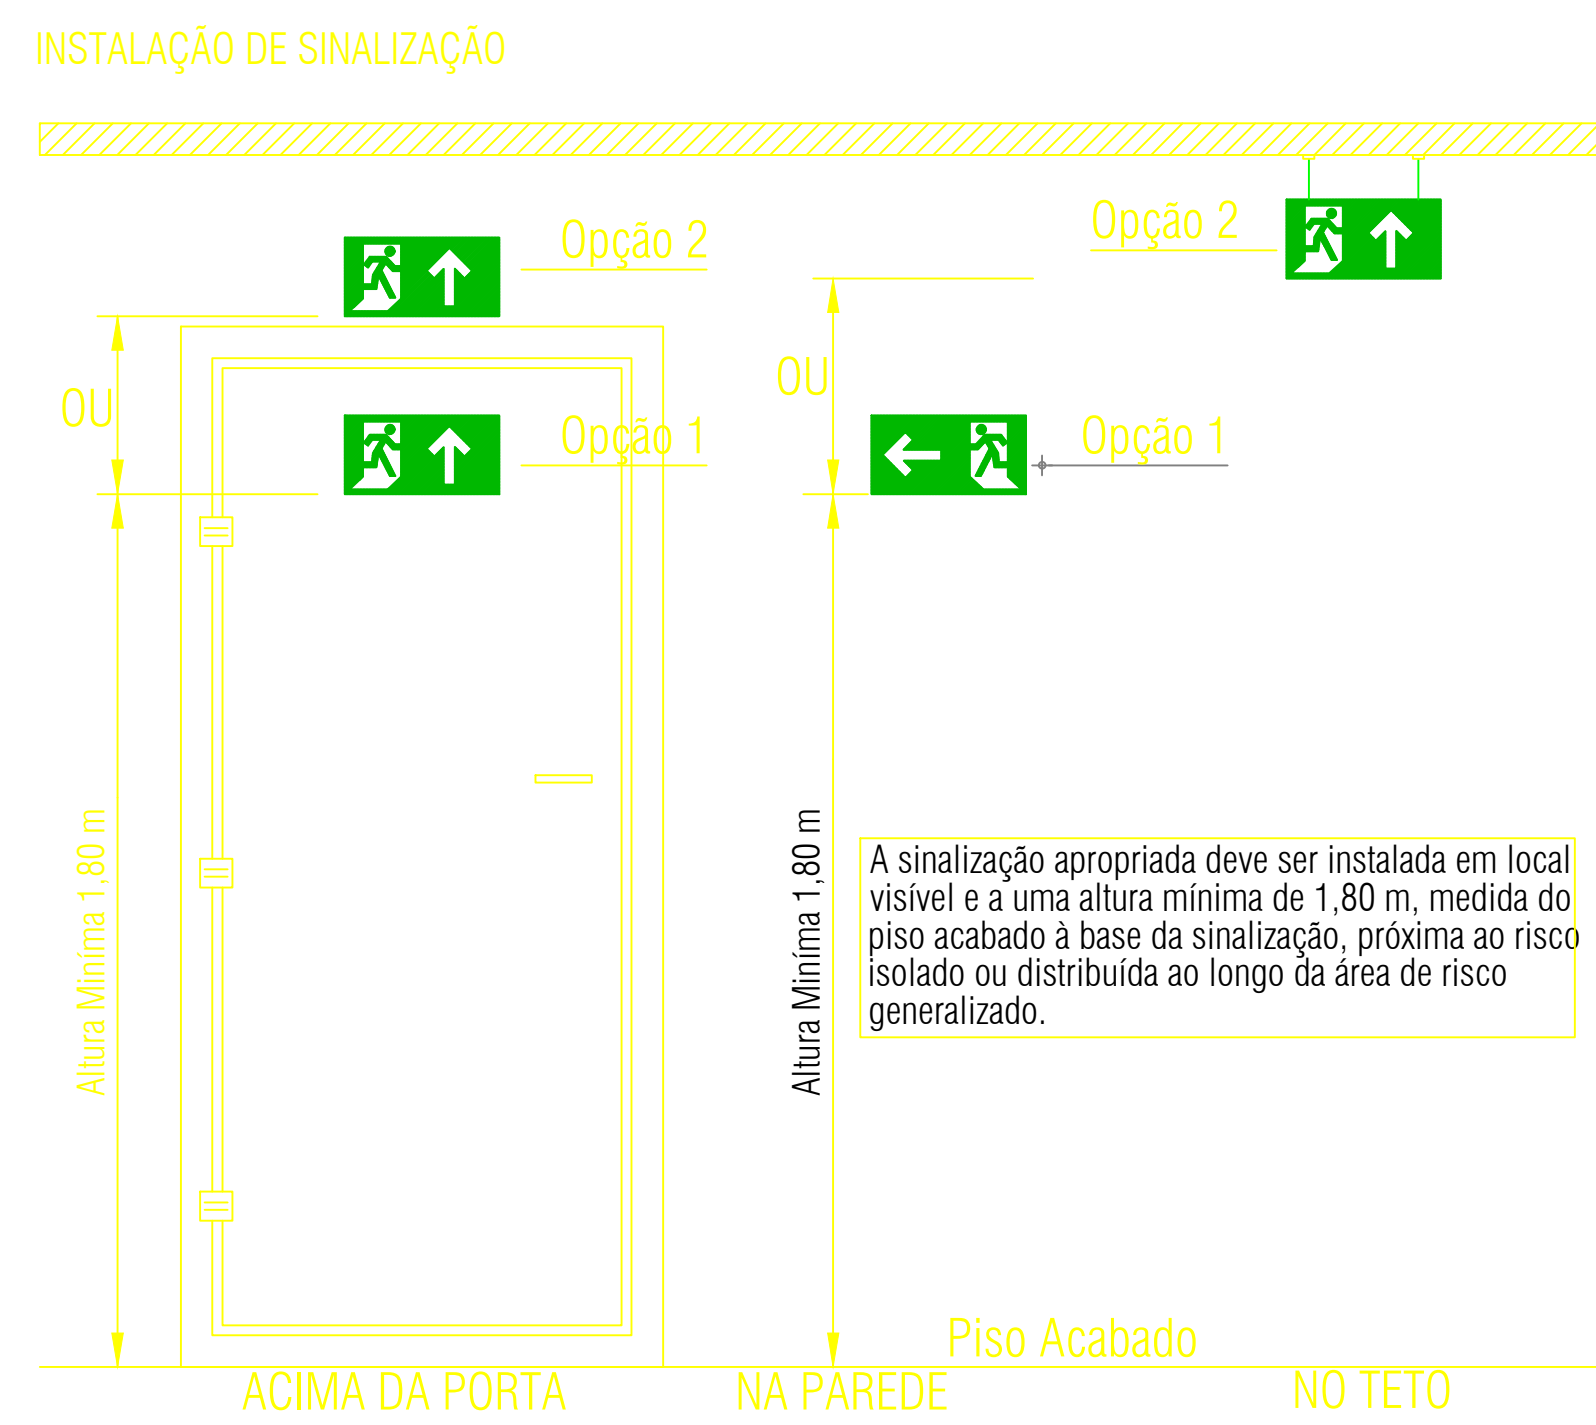 INSTALAÇÃO DE SINALIZAÇÃO
Opção 2
Opção 2
OU
OU
Opção 1
Opção 1
Altura Miníma 1,80 m
Altura Miníma 1,80 m
A sinalização apropriada deve ser instalada em local
visível e a uma altura mínima de 1,80 m, medida do
piso acabado à base da sinalização, próxima ao risco
isolado ou distribuída ao longo da área de risco
generalizado.
Piso Acabado
ACIMA DA PORTA
NA PAREDE
NO TETO